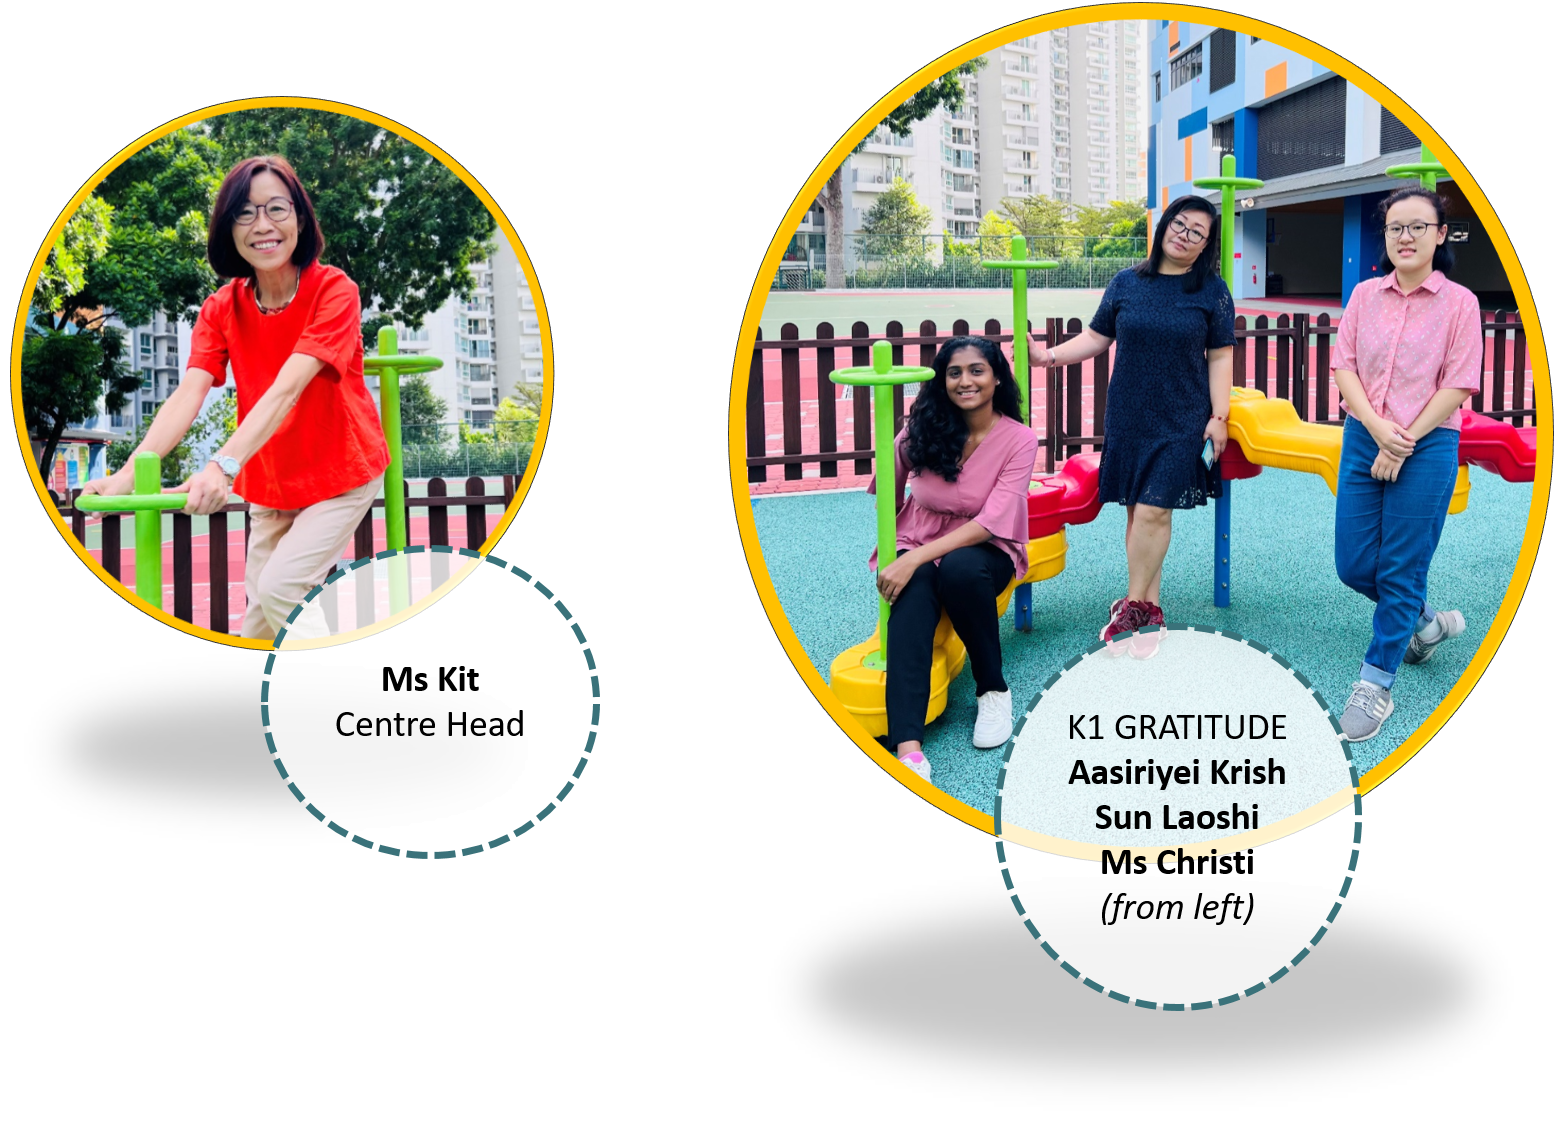 Ms Kit
Centre Head
K1 GRATITUDE
Aasiriyei Krish
Sun Laoshi
Ms Christi
(from left)